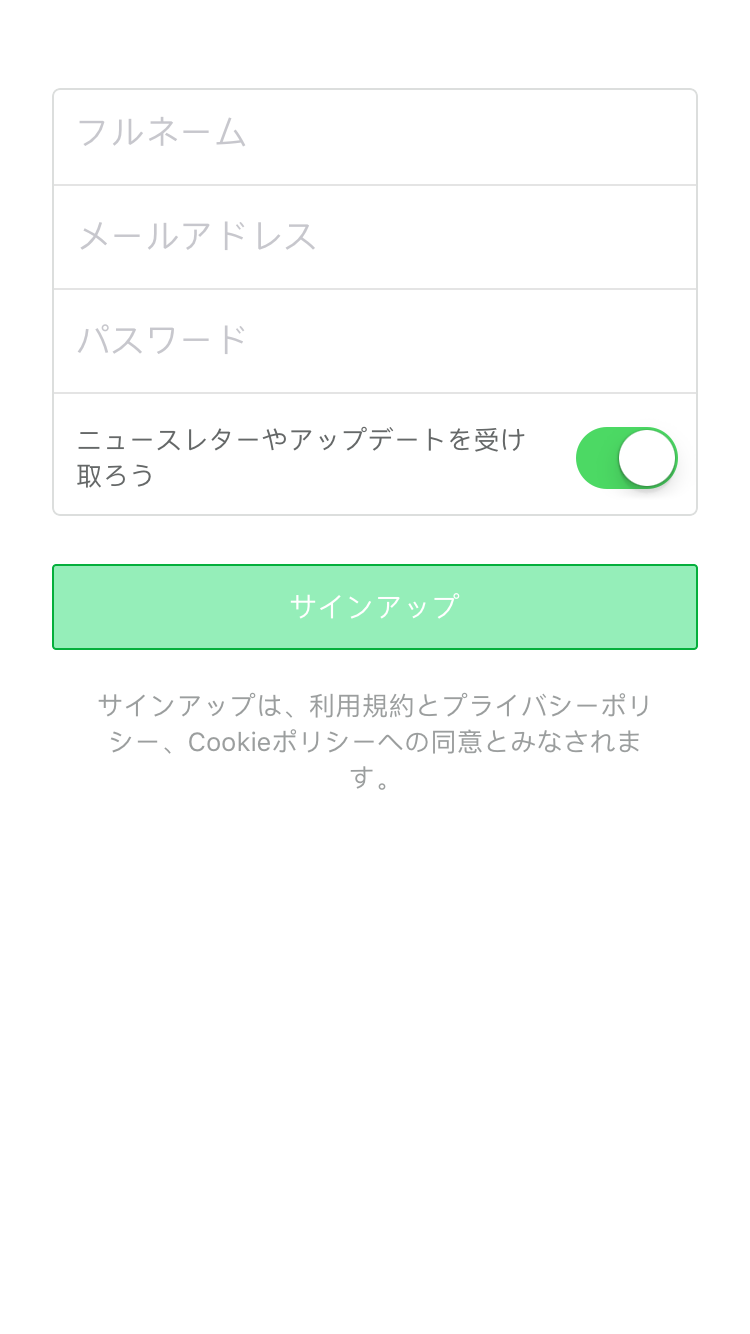 フルネーム
メールアドレス
パスワード
ニュースレターやアップデートを受け
取ろう
サインアップ
サインアップは、利用規約とプライバシーポリ
シー、Cookieポリシーへの同意とみなされま
す。